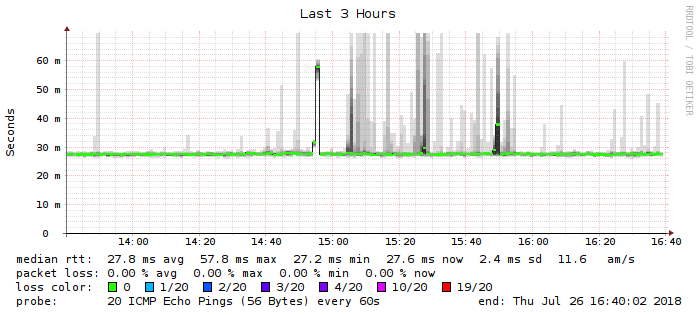 Last 3 Hours
RRDTOOL / TOBI OETIKER
Seconds
60 m
50 m
40 m
30 m
20 m
10 m
0
14:00 14:20 14:40 15:00 15:20 15:40 16:00 16:20 16:40
median rtt: 27.8 ms avg 57.8 ms max 27.2 ms min 27.6 ms now 2.4 ms sd 11.6 am/s
packet loss: 0.00 % avg 0.00 % max 0.00 % min 0.00 % now
loss color: 0 1/20 2/20 3/20 4/20 10/20 19/20
probe: 20 ICMP Echo Pings (56 Bytes) every 60s end: Thu Jul 26 16:40:02 2018